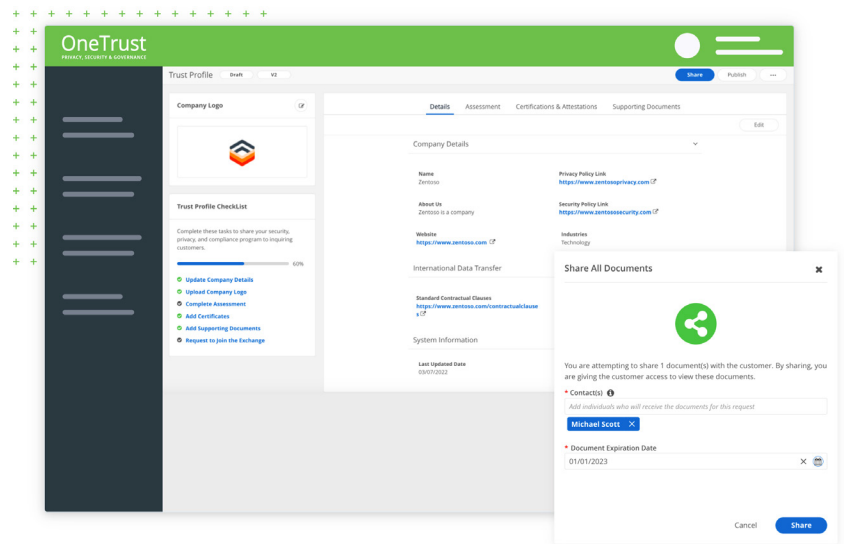 OneTrust
PRIVACY, SECURITY & GOVERNANCE
Trust Profile Draft V2
Share Publish ...
Company Logo
Trust Profile CheckList
Complete these tasks to share your security,
privacy, and compliance program to inquiring
customers.
60%
Update Company Details
Upload Company Logo
Complete Assessment
Add Certificates
Add Supporting Documents
Request to Join the Exchange
Details Assessment Certifications & Attestations Supporting Documents
Edit
Company Details
Name
Zentoso
Privacy Policy Link
https://www.zentosoprivacy.com
About Us
Zentoso is a company
Security Policy Link
https://www.zentososecurity.com
Website
https://www.zentoso.com
Industries
Technology
International Data Transfer
Standard Contractual Clauses
https://www.zentoso.com/contractualclause
s
System Information
Last Updated Date
03/07/2022
Share All Documents
You are attempting to share 1 document(s) with the customer. By sharing, you
are giving the customer access to view these documents.
* Contact(s)
Add individuals who will receive the documents for this request
Michael Scott
* Document Expiration Date
01/01/2023
Cancel Share